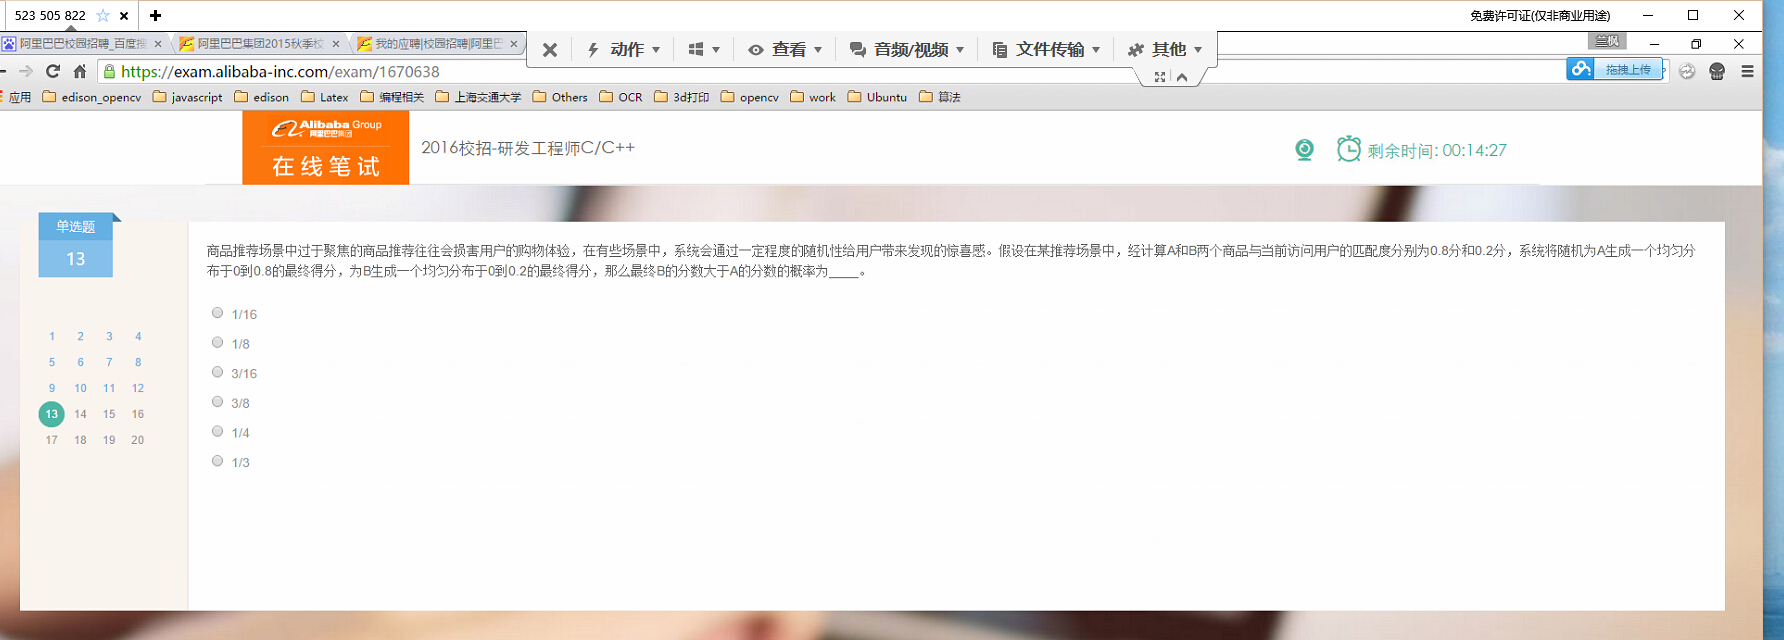 523 505 822
免费许可证(仅非商业用途)
阿里巴巴校园招聘_百度搜
阿里巴巴集团2015秋季校
我的应聘|校园招聘|阿里巴
动作
查看
音频/视频
文件传输
其他
兰枫
https://exam.alibaba-inc.com/exam/1670638
拖拽上传
应用
edison_opencv
javascript
edison
Latex
编程相关
上海交通大学
Others
OCR
3d打印
opencv
work
Ubuntu
算法
Alibaba Group
阿里巴巴集团
在线笔试
2016校招-研发工程师C/C++
剩余时间: 00:14:27
单选题
13
商品推荐场景中过于聚焦的商品推荐往往会损害用户的购物体验，在有些场景中，系统会通过一定程度的随机性给用户带来发现的惊喜感。假设在某推荐场景中，经计算A和B两个商品与当前访问用户的匹配度分别为0.8分和0.2分，系统将随机为A生成一个均匀分
布于0到0.8的最终得分，为B生成一个均匀分布于0到0.2的最终得分，那么最终B的分数大于A的分数的概率为____。
1/16
1/8
3/16
3/8
1/4
1/3
1 2 3 4
5 6 7 8
9 10 11 12
13 14 15 16
17 18 19 20